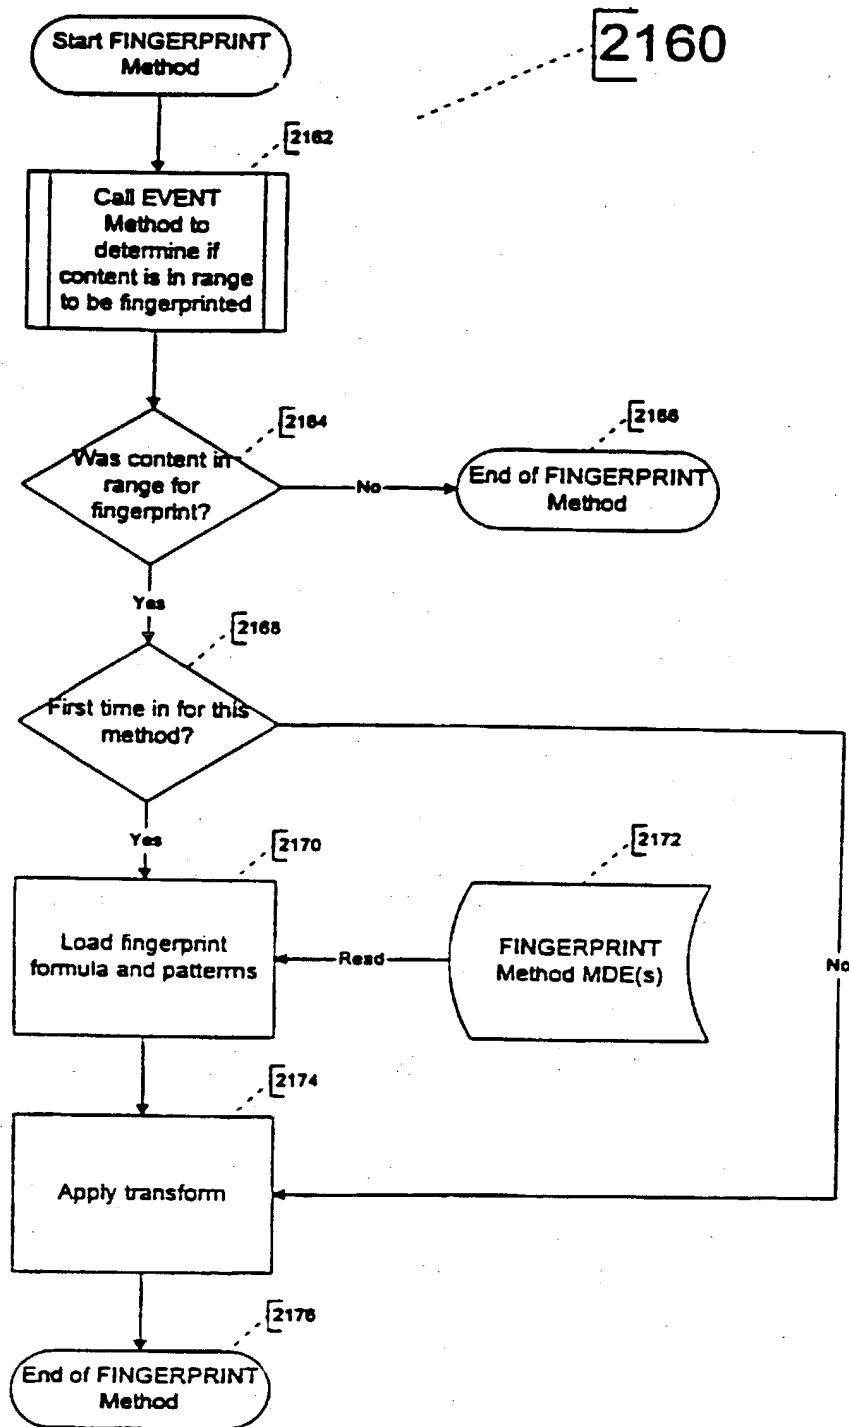 Start FINGERPRINT
Method
2160
2162
Call EVENT
Method to
determine if
content is in range
to be fingerprinted
2164
Was content in
range for
fingerprint?
No
2166
End of FINGERPRINT
Method
Yes
2168
First time in for this
method?
Yes
2170
Load fingerprint
formula and patterns
Read
2172
FINGERPRINT
Method MDE(s)
No
2174
Apply transform
2176
End of FINGERPRINT
Method